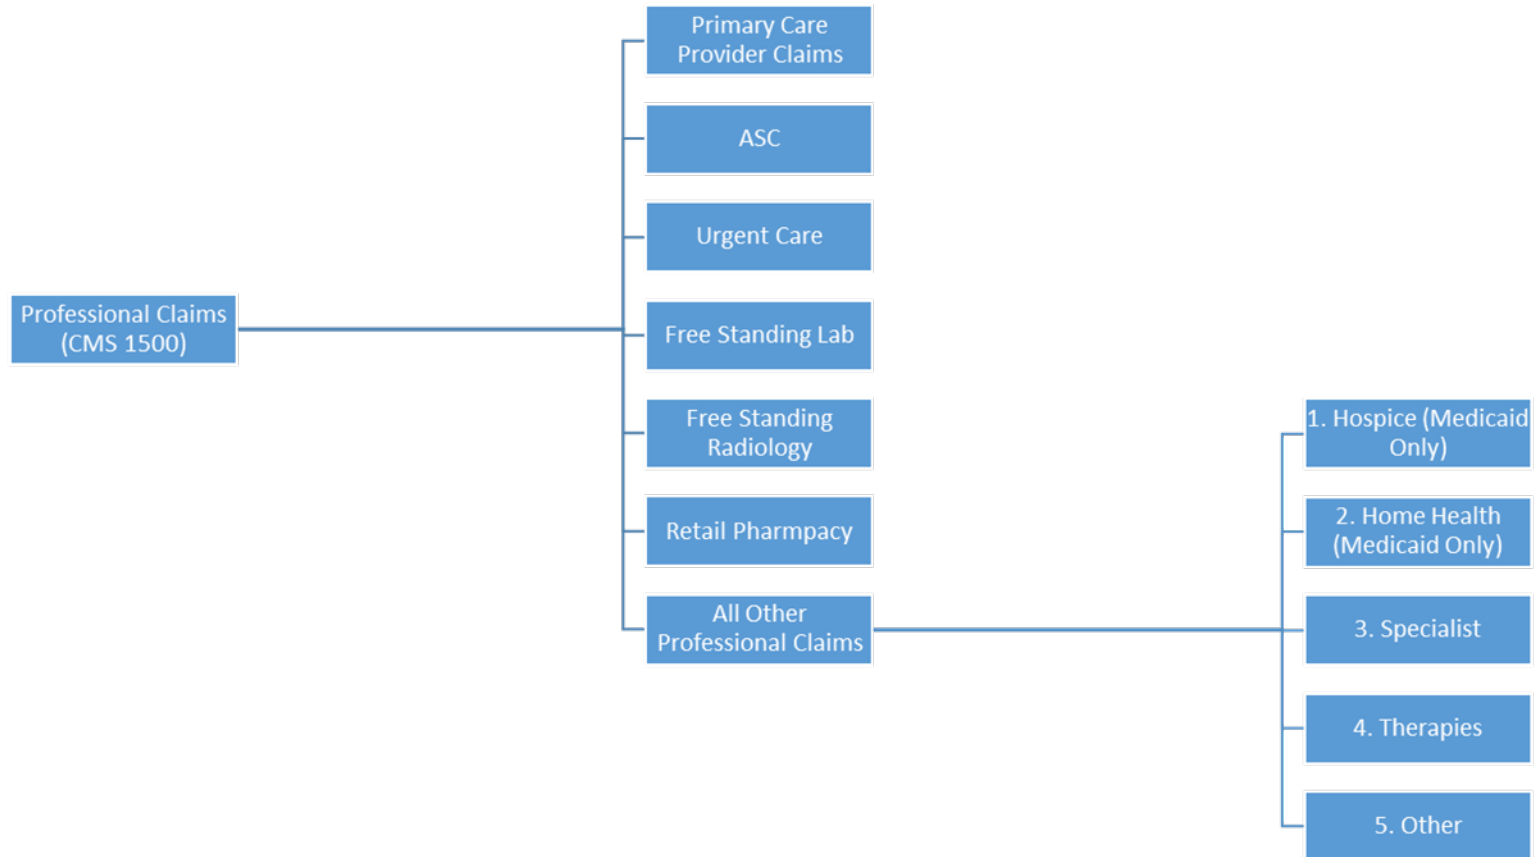 Primary Care
Provider Claims
ASC
Urgent Care
Professional Claims
(CMS 1500)
Free Standing Lab
Free Standing
Radiology
Retail Pharmpacy
All Other
Professional Claims
1. Hospice (Medicaid
Only)
2. Home Health
(Medicaid Only)
3. Specialist
4. Therapies
5. Other